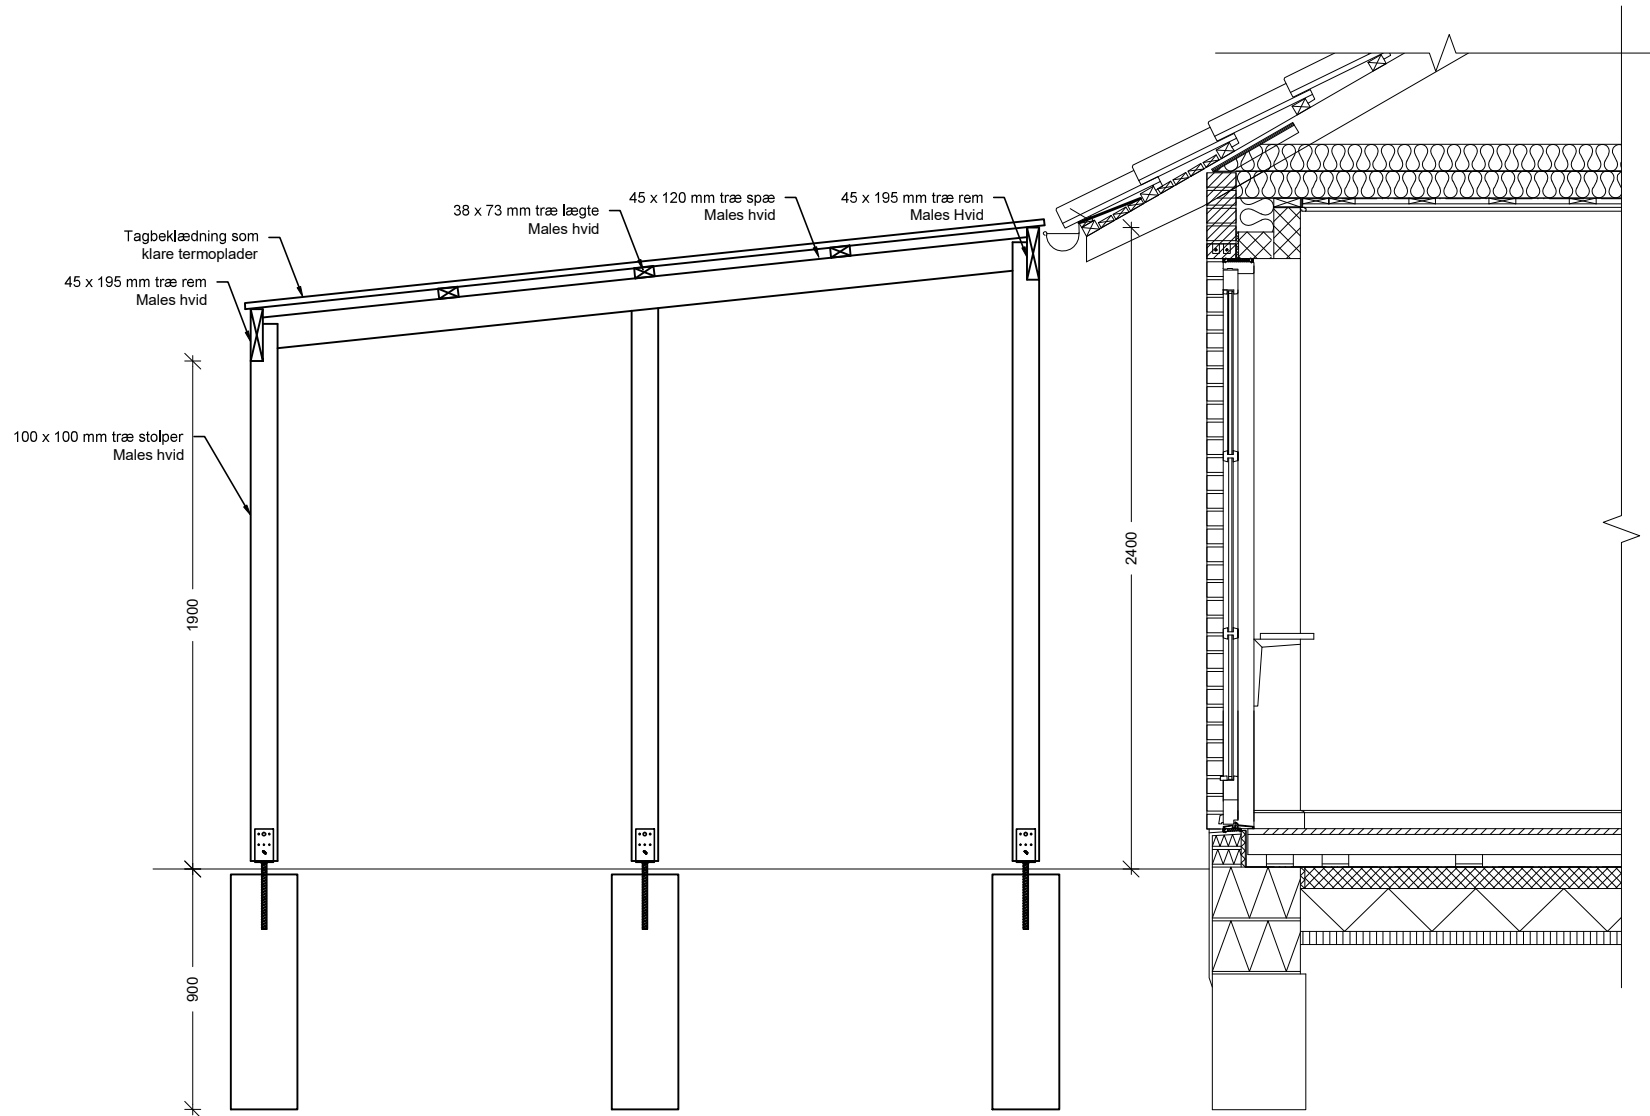 45 x 120 mm træ spæ
Males hvid
45 x 195 mm træ rem
Males Hvid
38 x 73 mm træ lægte
Males hvid
Tagbeklædning som
klare termoplader
45 x 195 mm træ rem
Males hvid
100 x 100 mm træ stolper
Males hvid
2400
1900
900